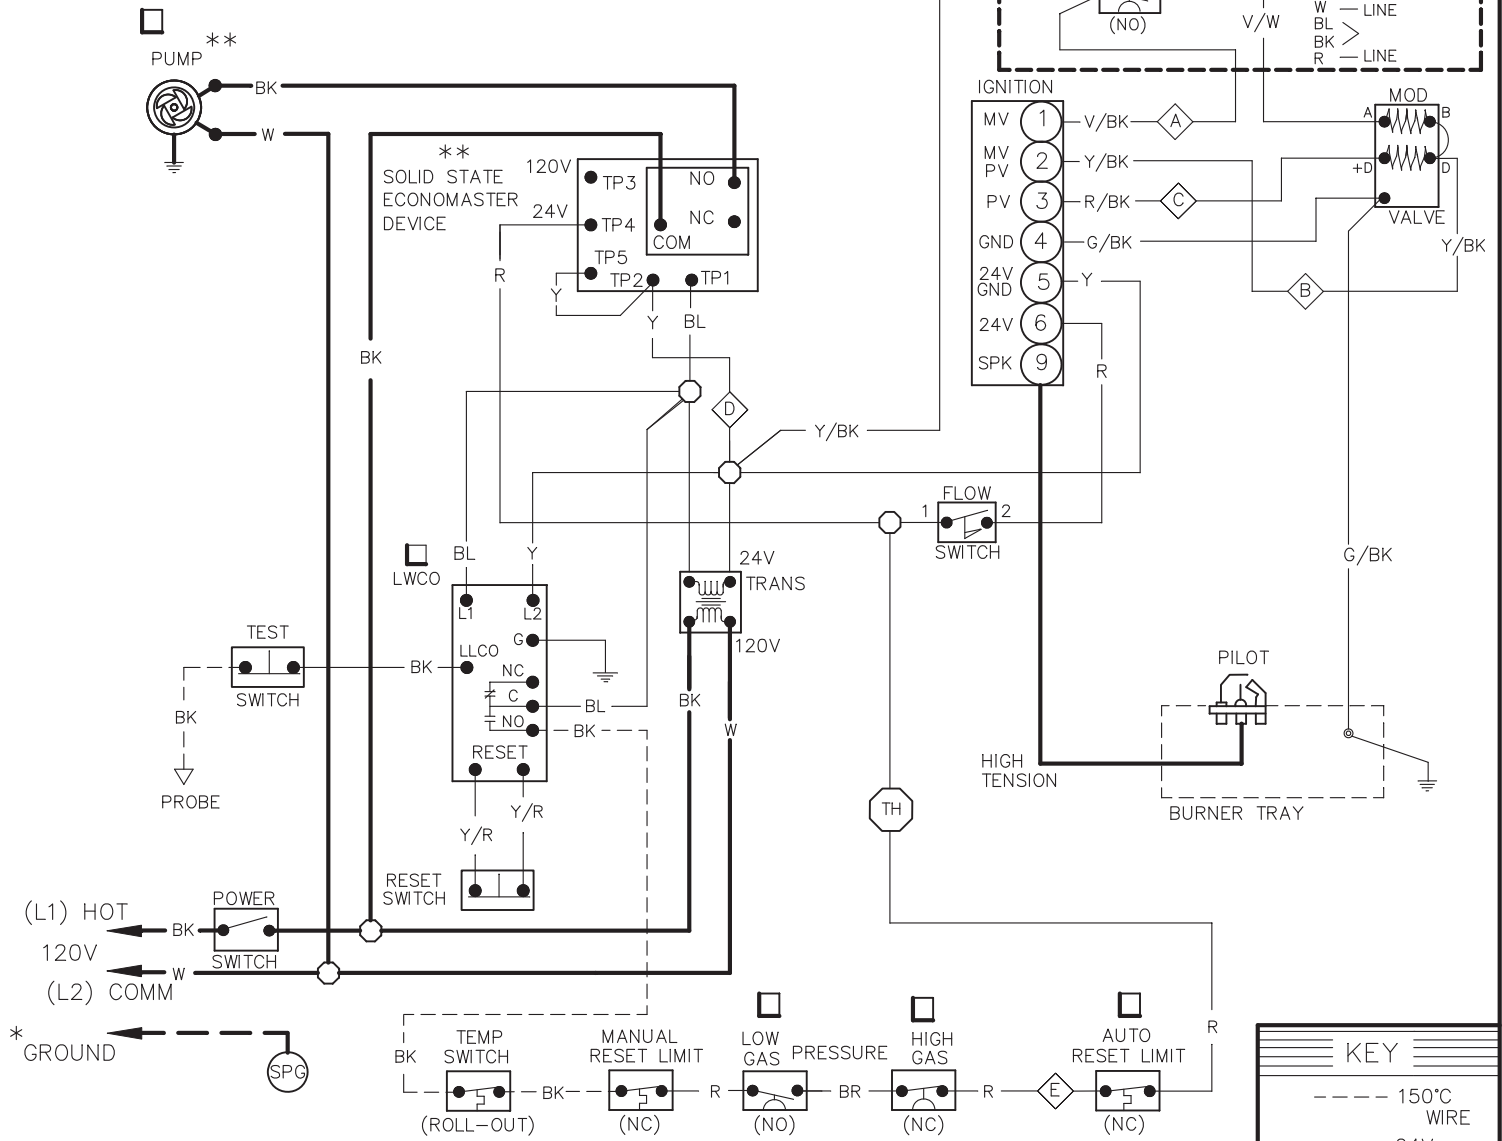 W — LINE
BL
BK
R — LINE
(NO)
V/W
PUMP **
BK
W
**
SOLID STATE
ECONOMASTER
DEVICE
120V
24V
TP3
TP4
TP5
TP2
TP1
NO
NC
COM
R
Y
Y
BL
BK
IGNITION
MV 1 V/BK A
MV
PV 2 Y/BK
PV 3 R/BK C
GND 4 G/BK
24V
GND 5 Y
24V 6
SPK 9
R
MOD
A
B
+D
D
VALVE
Y/BK
B
D
Y/BK
FLOW
1
2
SWITCH
G/BK
BL
Y
LWCO
L1
L2
G
LLCO
NC
C
NO
RESET
BL
BK
24V
TRANS
120V
BK
W
TEST
SWITCH
BK
BK
PROBE
Y/R
Y/R
RESET
SWITCH
PILOT
HIGH
TENSION
BURNER TRAY
TH
(L1) HOT
BK
POWER
SWITCH
120V
W
(L2) COMM
*
GROUND
SPG
BK
TEMP
SWITCH
(ROLL-OUT)
BK
MANUAL
RESET LIMIT
(NC)
R
LOW
GAS
PRESSURE
(NO)
BR
HIGH
GAS
(NC)
R
E
AUTO
RESET LIMIT
(NC)
R
KEY
150°C
WIRE